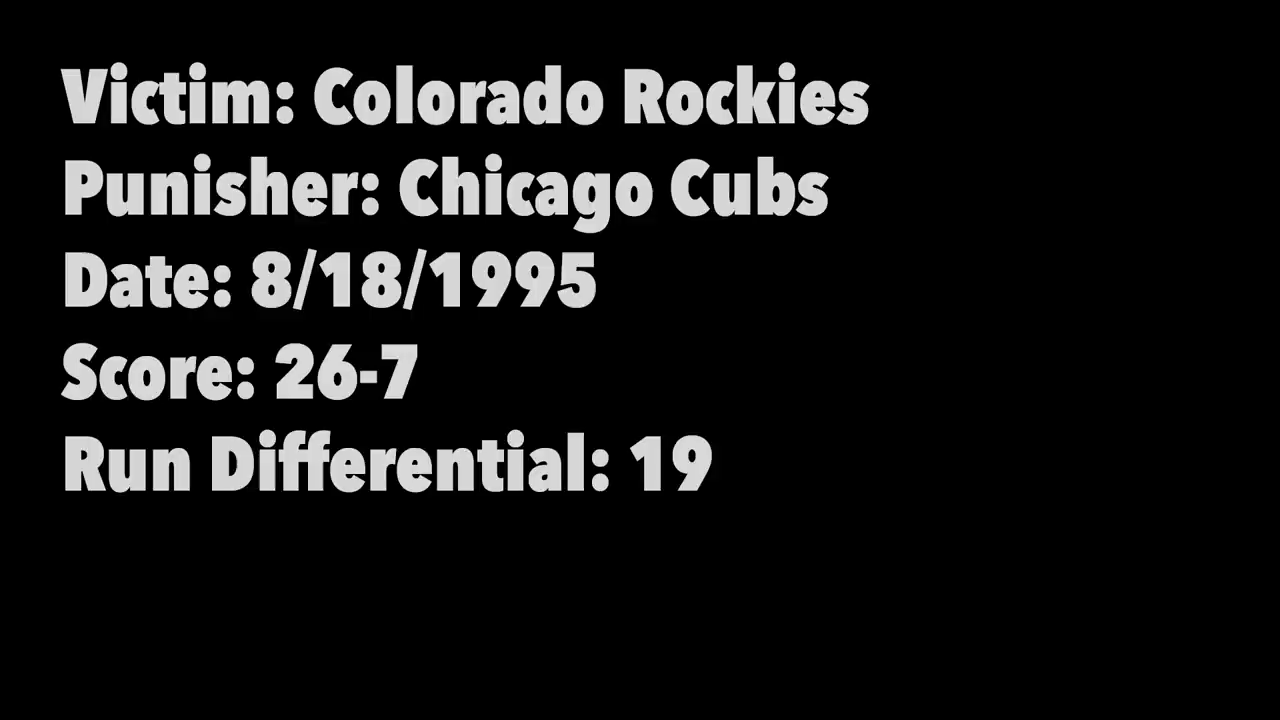 Victim: Colorado Rockies
Punisher: Chicago Cubs
Date: 8/18/1995
Score: 26-7
Run Differential: 19